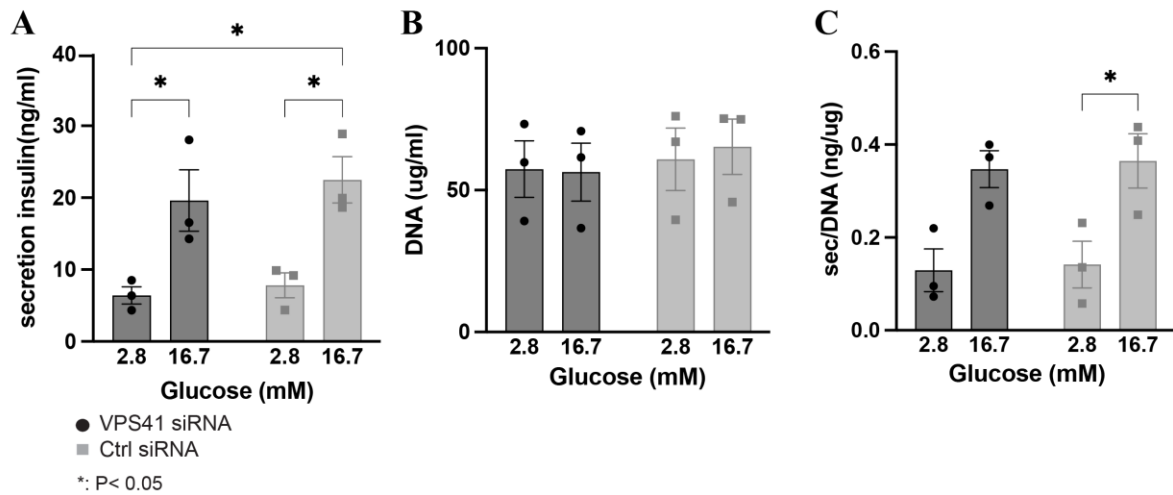 A
secretion insulin(ng/ml)
40
30
20
10
0
*
*
*
2.8 16.7 2.8 16.7
Glucose (mM)
VPS41 siRNA
Ctrl siRNA
*: P< 0.05
B
DNA (ug/ml)
100
50
0
2.8 16.7 2.8 16.7
Glucose (mM)
C
sec/DNA (ng/ug)
0.6
0.4
0.2
0.0
*
2.8 16.7 2.8 16.7
Glucose (mM)